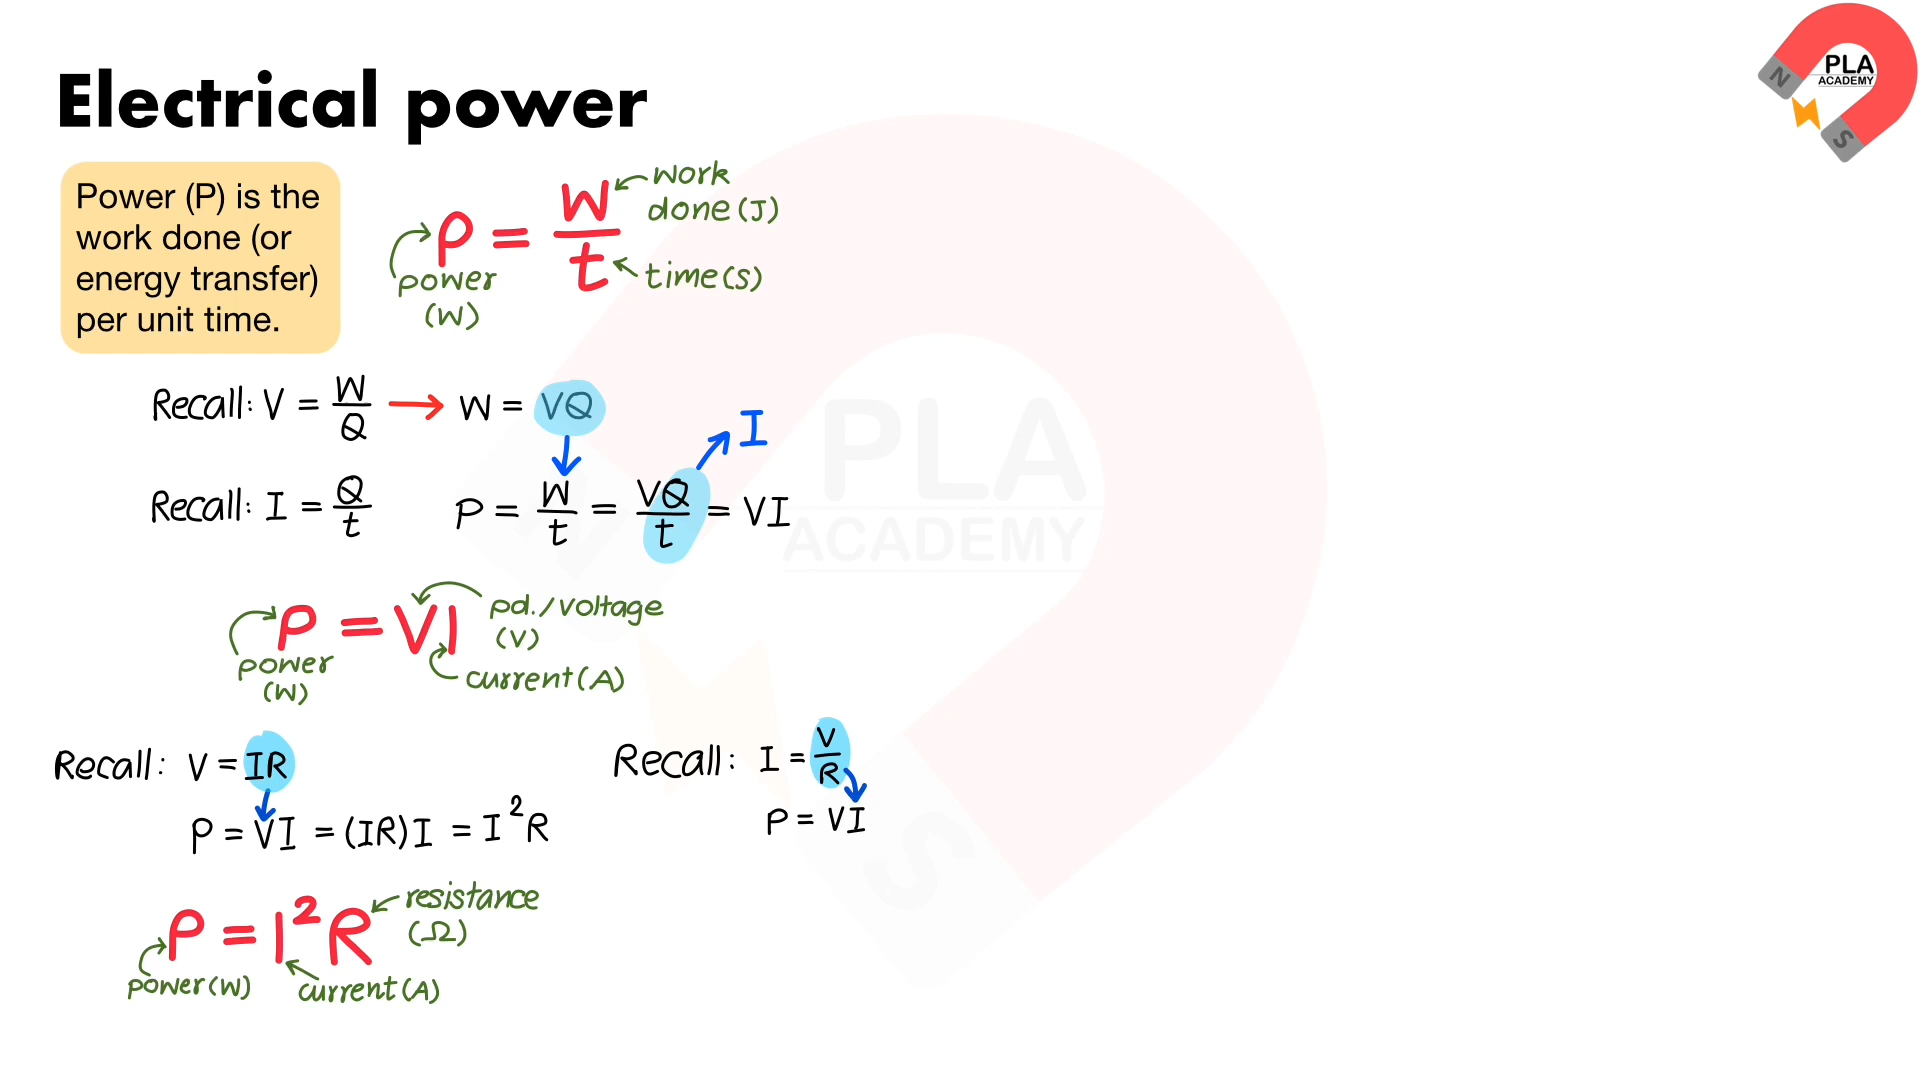 Electrical power
PLA
ACADEMY
N
S
Power (P) is the
work done (or
energy transfer)
per unit time.
P = W/t
work
done (J)
time (s)
power
(W)
Recall: V = W/Q → W = VQ
I
Recall: I = Q/t
P = W/t = VQ/t = VI
P = VI
pd./voltage
(V)
current (A)
power
(W)
Recall: V = IR
P = VI = (IR)I = I²R
Recall: I = V/R
P = VI
P = I²R
resistance
(Ω)
power (W)
current (A)
PLA
ACADEMY
S